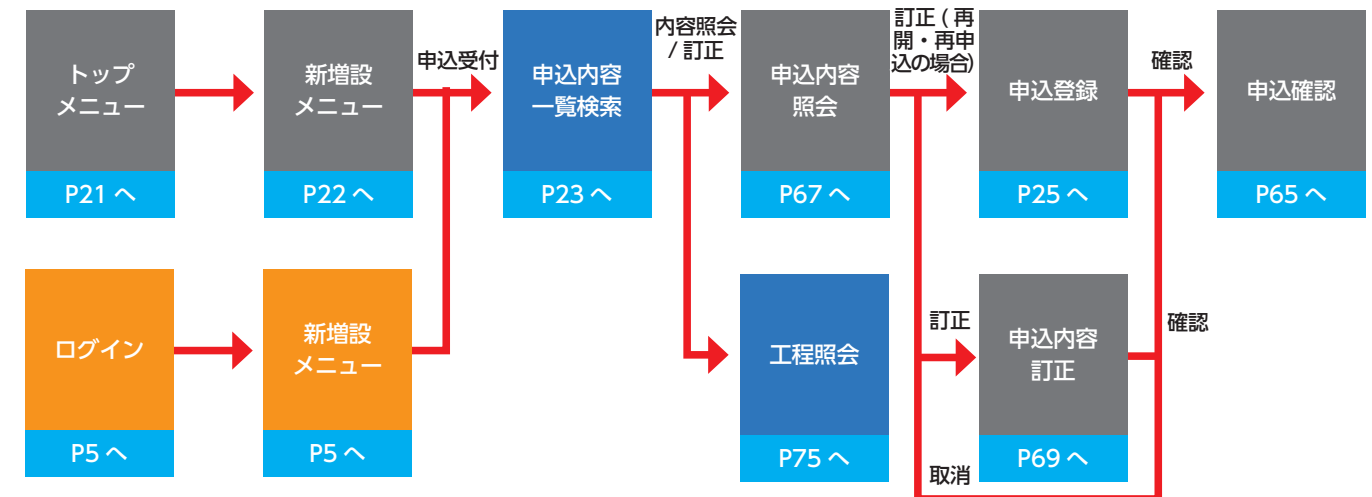 トップ
メニュー
P21 へ
新増設
メニュー
P22 へ
申込受付
申込内容
一覧検索
P23 へ
内容照会
/ 訂正
申込内容
照会
P67 へ
訂正 ( 再
開・再申
込の場合)
申込登録
P25 へ
確認
申込確認
P65 へ
ログイン
P5 へ
新増設
メニュー
P5 へ
工程照会
P75 へ
訂正
取消
申込内容
訂正
P69 へ
確認